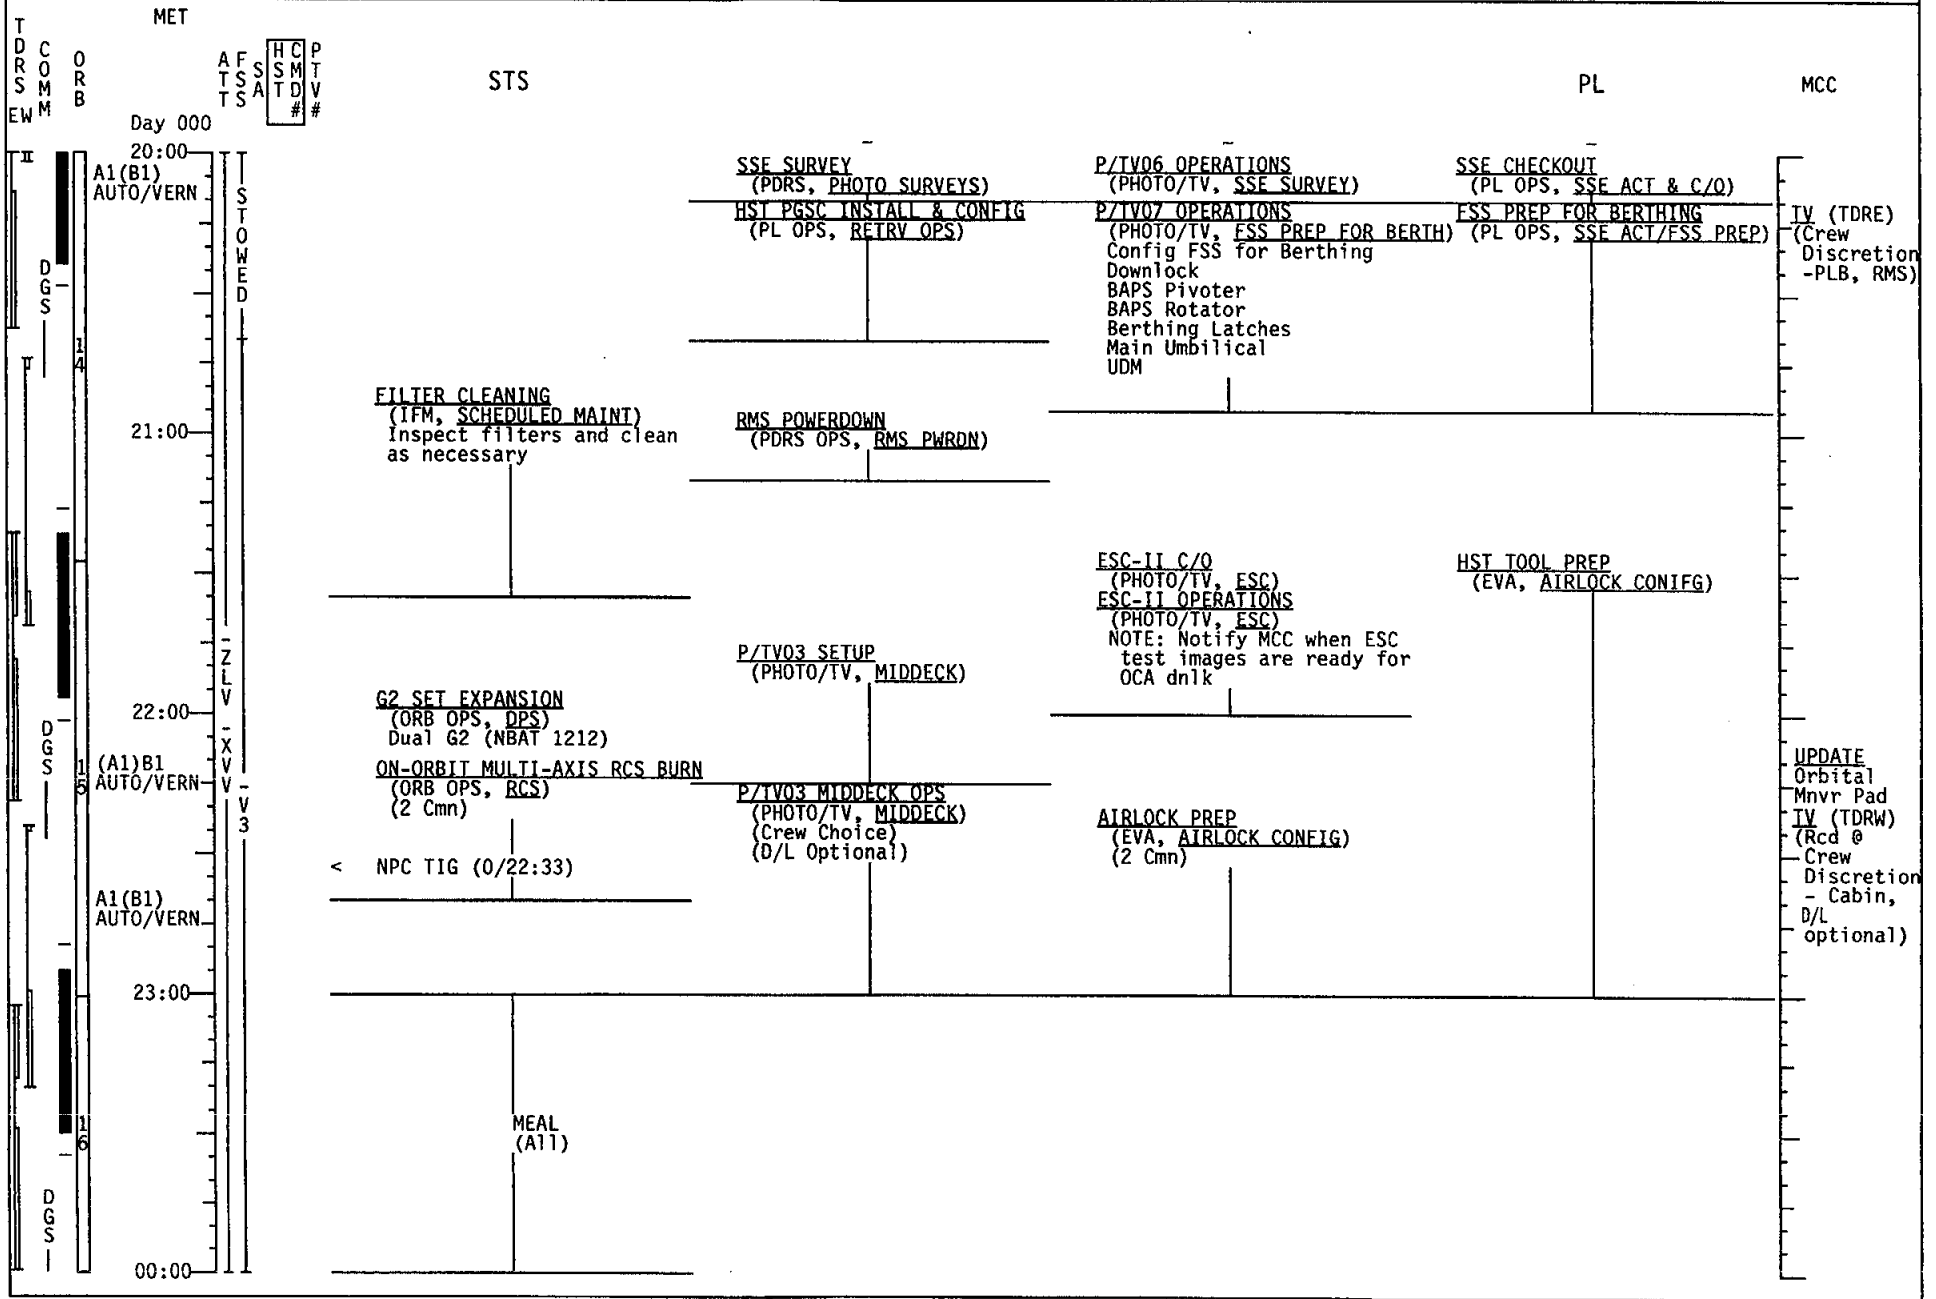 MET
TDRS EW
COMM
ORB
ATT
FSS
SA
HST CMD#
PTV#
STS
PL
MCC
Day 000
20:00
A1(B1)
AUTO/VERN
STOWED
DGS
14
21:00
-ZLV -XVV
22:00
DGS
15
(A1)B1
AUTO/VERN
-V3
A1(B1)
AUTO/VERN
23:00
16
DGS
00:00
FILTER CLEANING
(IFM, SCHEDULED MAINT)
Inspect filters and clean
as necessary
G2 SET EXPANSION
(ORB OPS, DPS)
Dual G2 (NBAT 1212)
ON-ORBIT MULTI-AXIS RCS BURN
(ORB OPS, RCS)
(2 Cmn)
< NPC TIG (0/22:33)
MEAL
(All)
SSE SURVEY
(PDRS, PHOTO SURVEYS)
HST PGSC INSTALL & CONFIG
(PL OPS, RETRV OPS)
RMS POWERDOWN
(PDRS OPS, RMS PWRDN)
P/TV03 SETUP
(PHOTO/TV, MIDDECK)
P/TV03 MIDDECK OPS
(PHOTO/TV, MIDDECK)
(Crew Choice)
(D/L Optional)
P/TV06 OPERATIONS
(PHOTO/TV, SSE SURVEY)
P/TV07 OPERATIONS
(PHOTO/TV, FSS PREP FOR BERTH)
Config FSS for Berthing
Downlock
BAPS Pivoter
BAPS Rotator
Berthing Latches
Main Umbilical
UDM
ESC-II C/O
(PHOTO/TV, ESC)
ESC-II OPERATIONS
(PHOTO/TV, ESC)
NOTE: Notify MCC when ESC
test images are ready for
OCA dnlk
AIRLOCK PREP
(EVA, AIRLOCK CONFIG)
(2 Cmn)
SSE CHECKOUT
(PL OPS, SSE ACT & C/O)
FSS PREP FOR BERTHING
(PL OPS, SSE ACT/FSS PREP)
HST TOOL PREP
(EVA, AIRLOCK CONIFG)
TV (TDRE)
(Crew
Discretion
-PLB, RMS)
UPDATE
Orbital
Mnvr Pad
TV (TDRW)
(Rcd @
Crew
Discretion
- Cabin,
D/L
optional)